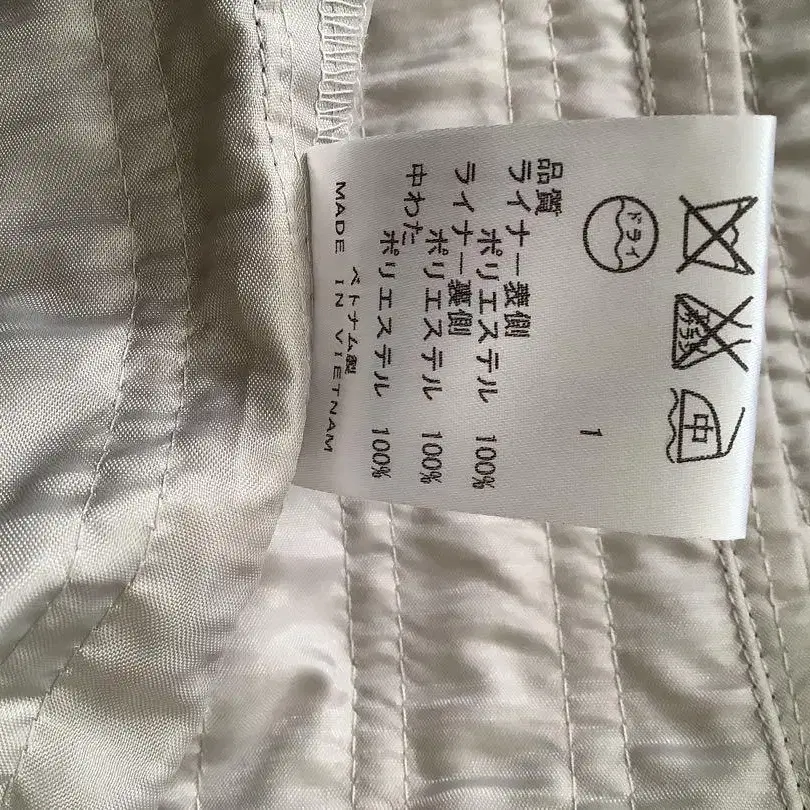 中
ドライ
1
品質
ライナー表側
ポリエステル 100%
ライナー裏側
ポリエステル 100%
中わた
ポリエステル 100%
ベトナム製
MADE IN VIETNAM